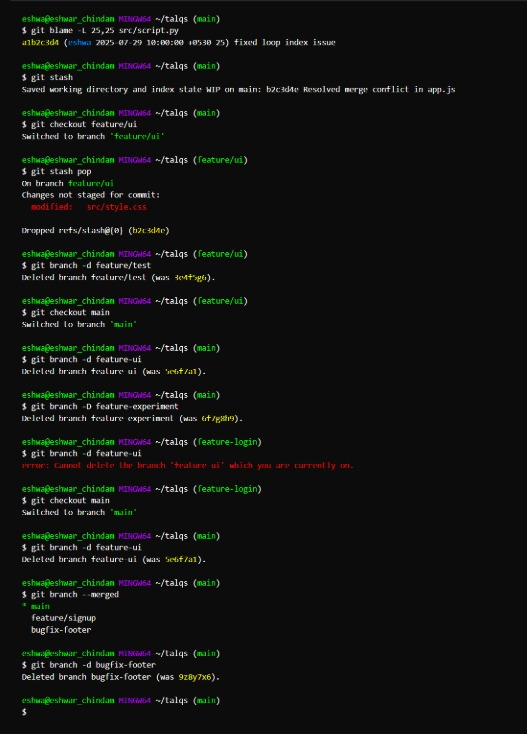 eshwa@eshwar_chindam MINGW64 ~/talqs (main)
$ git blame -L 25,25 src/script.py
a1b2c3d4 (eshwa 2025-07-29 10:00:00 +0530 25) fixed loop index issue
eshwa@eshwar_chindam MINGW64 ~/talqs (main)
$ git stash
Saved working directory and index state WIP on main: b2c3d4e Resolved merge conflict in app.js
eshwa@eshwar_chindam MINGW64 ~/talqs (main)
$ git checkout feature/ui
Switched to branch 'feature/ui'
eshwa@eshwar_chindam MINGW64 ~/talqs (feature/ui)
$ git stash pop
On branch feature/ui
Changes not staged for commit:
modified: src/style.css
Dropped refs/stash@{0} (b2c3d4e)
eshwa@eshwar_chindam MINGW64 ~/talqs (feature/ui)
$ git branch -d feature/test
Deleted branch feature/test (was 3e4f5g6).
eshwa@eshwar_chindam MINGW64 ~/talqs (feature/ui)
$ git checkout main
Switched to branch 'main'
eshwa@eshwar_chindam MINGW64 ~/talqs (main)
$ git branch -d feature-ui
Deleted branch feature-ui (was 5e6f7a1).
eshwa@eshwar_chindam MINGW64 ~/talqs (main)
$ git branch -D feature-experiment
Deleted branch feature-experiment (was 6f7g8h9).
eshwa@eshwar_chindam MINGW64 ~/talqs (feature-login)
$ git branch -d feature-ui
error: Cannot delete the branch 'feature-ui' which you are currently on.
eshwa@eshwar_chindam MINGW64 ~/talqs (feature-login)
$ git checkout main
Switched to branch 'main'
eshwa@eshwar_chindam MINGW64 ~/talqs (main)
$ git branch -d feature-ui
Deleted branch feature-ui (was 5e6f7a1).
eshwa@eshwar_chindam MINGW64 ~/talqs (main)
$ git branch --merged
* main
feature/signup
bugfix-footer
eshwa@eshwar_chindam MINGW64 ~/talqs (main)
$ git branch -d bugfix-footer
Deleted branch bugfix-footer (was 9z8y7x6).
eshwa@eshwar_chindam MINGW64 ~/talqs (main)
$